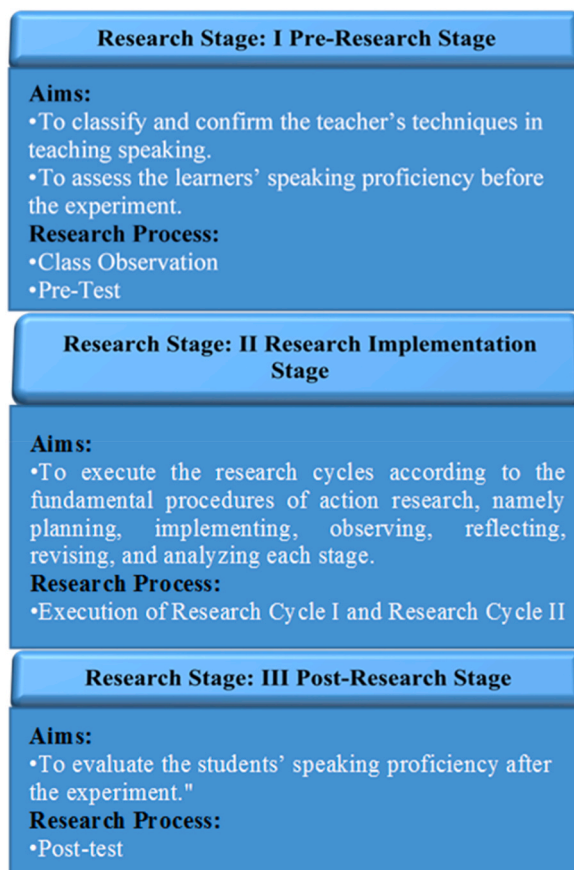 Research Stage: I Pre-Research Stage
Aims:
•To classify and confirm the teacher’s techniques in
teaching speaking.
•To assess the learners’ speaking proficiency before
the experiment.
Research Process:
•Class Observation
•Pre-Test
Research Stage: II Research Implementation
Stage
Aims:
•To execute the research cycles according to the
fundamental procedures of action research, namely
planning, implementing, observing, reflecting,
revising, and analyzing each stage.
Research Process:
•Execution of Research Cycle I and Research Cycle II
Research Stage: III Post-Research Stage
Aims:
•To evaluate the students’ speaking proficiency after
the experiment."
Research Process:
•Post-test